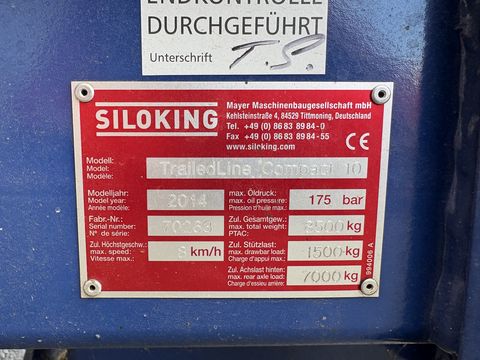 ENDKONTROLLE
DURCHGEFÜHRT
Unterschrift T.S.
SILOKING
Mayer Maschinenbaugesellschaft mbH
Kehlsteinstraße 4, 84529 Tittmoning, Deutschland
Tel. +49 (0) 86 83 89 84-0
Fax +49 (0) 86 83 89 84-55
www.siloking.com
CE
Modell:
Model:
Modèle:
TrailedLine Compact 10
Modelljahr:
Model year:
Année modèle:
2014
max. Öldruck:
max. oil pressure:
Pression d'huile max.:
175 bar
Fabr.-Nr.:
Serial number:
N° de série:
70263
Zul. Gesamtgew.:
max. total weight:
PTAC:
8500 kg
Zul. Höchstgeschw.:
max. speed:
Vitesse max.:
6 km/h
Zul. Stützlast:
max. drawbar load:
Charge d'appui max.:
1500 kg
Zul. Achslast hinten:
max. rear axle load:
Charge d'essieu arrière:
7000 kg
994006 A